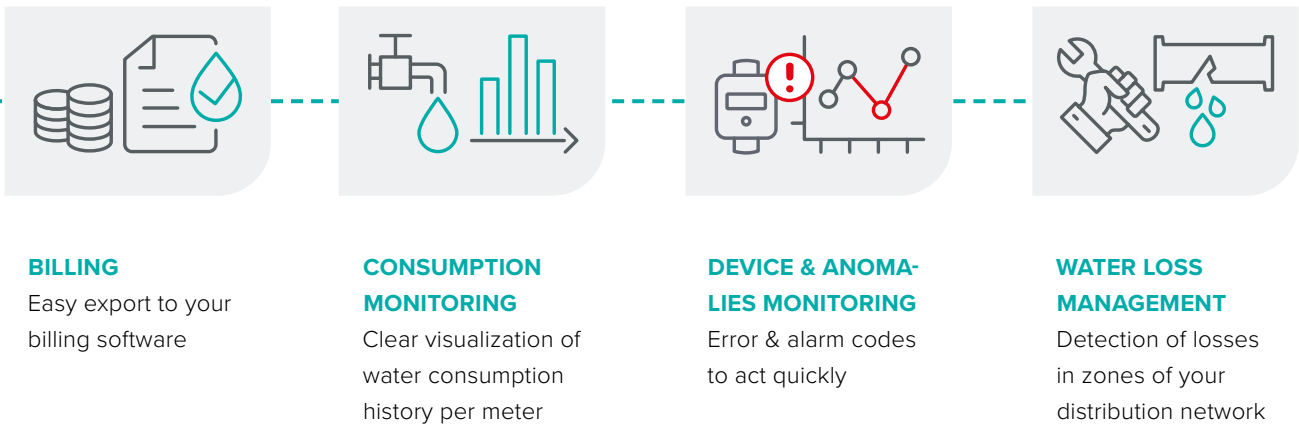 BILLING
Easy export to your
billing software
CONSUMPTION
MONITORING
Clear visualization of
water consumption
history per meter
DEVICE & ANOMA-
LIES MONITORING
Error & alarm codes
to act quickly
WATER LOSS
MANAGEMENT
Detection of losses
in zones of your
distribution network